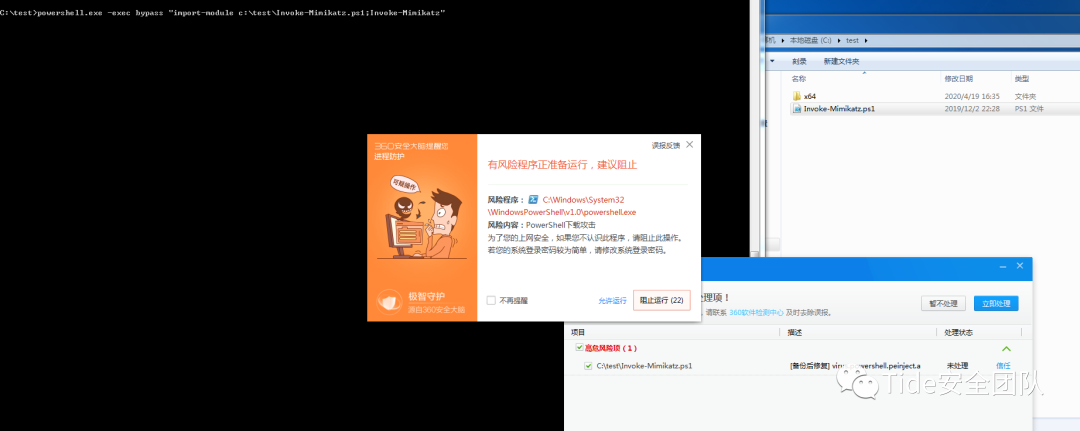 C:\test>powershell.exe -exec bypass "import-module c:\test\Invoke-Mimikatz.ps1;Invoke-Mimikatz"
本地磁盘 (C:) ▸ test ▸
刻录 新建文件夹
名称 修改日期 类型
x64 2020/4/19 16:35 文件夹
Invoke-Mimikatz.ps1 2019/12/2 22:28 PS1 文件
360安全大脑提醒您
进程防护
误报反馈
可疑操作
有风险程序正准备运行，建议阻止
风险程序： C:\Windows\System32
\WindowsPowerShell\v1.0\powershell.exe
风险内容：PowerShell下载攻击
为了您的上网安全，如果您不认识此程序，请阻止此操作。
若您的系统登录密码较为简单，请修改系统登录密码。
极智守护
源自360安全大脑
不再提醒 允许运行 阻止运行 (22)
处理项！
，请联系 360软件检测中心 及时去除误报。
暂不处理 立即处理
项目 描述 处理状态
高危风险项（1）
C:\test\Invoke-Mimikatz.ps1 [备份后修复] powershell.peinject.a 未处理 信任
Tide安全团队